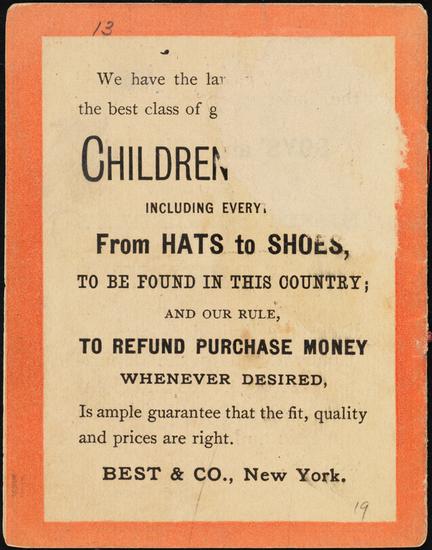 13
We have the
the best class of
CHILDREN
INCLUDING
From HATS to SHOES,
TO BE FOUND IN THIS COUNTRY;
AND OUR RULE,
TO REFUND PURCHASE MONEY
WHENEVER DESIRED,
Is ample guarantee that the fit, quality
and prices are right.
BEST & CO., New York.
19